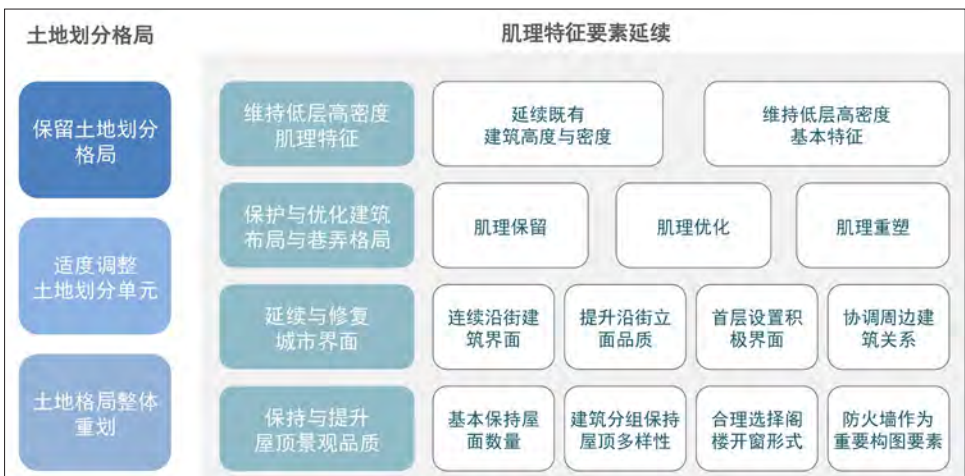 土地划分格局
肌理特征要素延续
保留土地划分
格局
适度调整
土地划分单元
土地格局整体
重划
维持低层高密度
肌理特征
延续既有
建筑高度与密度
维持低层高密度
基本特征
保护与优化建筑
布局与巷弄格局
肌理保留
肌理优化
肌理重塑
延续与修复
城市界面
连续沿街建
筑界面
提升沿街立
面品质
首层设置积
极界面
协调周边建
筑关系
保持与提升
屋顶景观品质
基本保持屋
面数量
建筑分组保持
屋顶多样性
合理选择阁
楼开窗形式
防火墙作为
重要构图要素